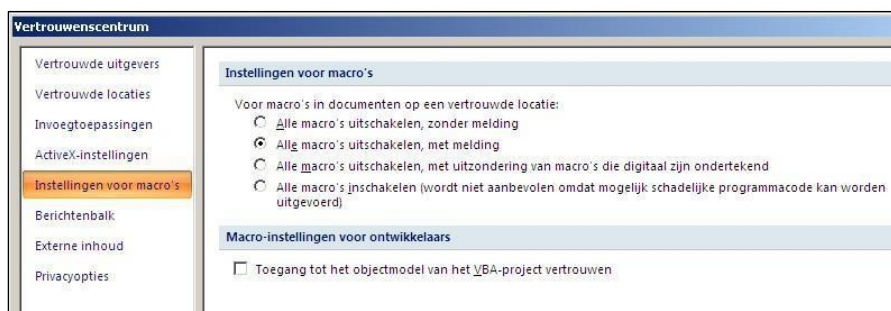 Vertrouwenscentrum
Vertrouwde uitgevers
Vertrouwde locaties
Invoegtoepassingen
ActiveX-instellingen
Instellingen voor macro's
Berichtenbalk
Externe inhoud
Privacyopties
Instellingen voor macro's
Voor macro's in documenten op een vertrouwde locatie:
Alle macro's uitschakelen, zonder melding
Alle macro's uitschakelen, met melding
Alle macro's uitschakelen, met uitzondering van macro's die digitaal zijn ondertekend
Alle macro's inschakelen (wordt niet aanbevolen omdat mogelijk schadelijke programmacode kan worden
uitgevoerd)
Macro-instellingen voor ontwikkelaars
Toegang tot het objectmodel van het VBA-project vertrouwen